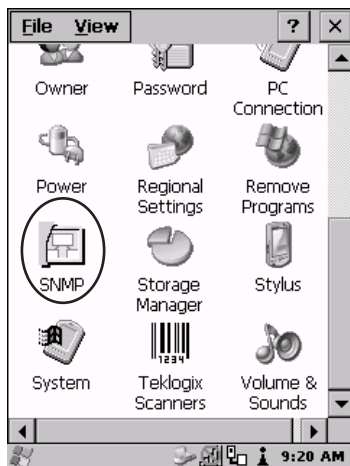 File View ? ×
Owner Password PC Connection
Power Regional Settings Remove Programs
SNMP Storage Manager Stylus
1234
System Teklogix Scanners Volume & Sounds
9:20 AM